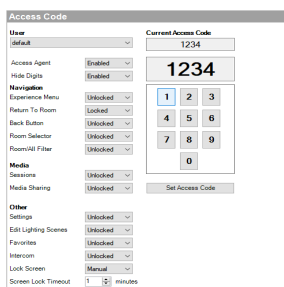 Access Code
User
default
Access Agent Enabled
Hide Digits Enabled
Navigation
Experience Menu Unlocked
Return To Room Locked
Back Button Unlocked
Room Selector Unlocked
Room/All Filter Unlocked
Media
Sessions Unlocked
Media Sharing Unlocked
Other
Settings Unlocked
Edit Lighting Scenes Unlocked
Favorites Unlocked
Intercom Unlocked
Lock Screen Manual
Screen Lock Timeout 1 minutes
Current Access Code
1234
1234
1 2 3
4 5 6
7 8 9
0
Set Access Code